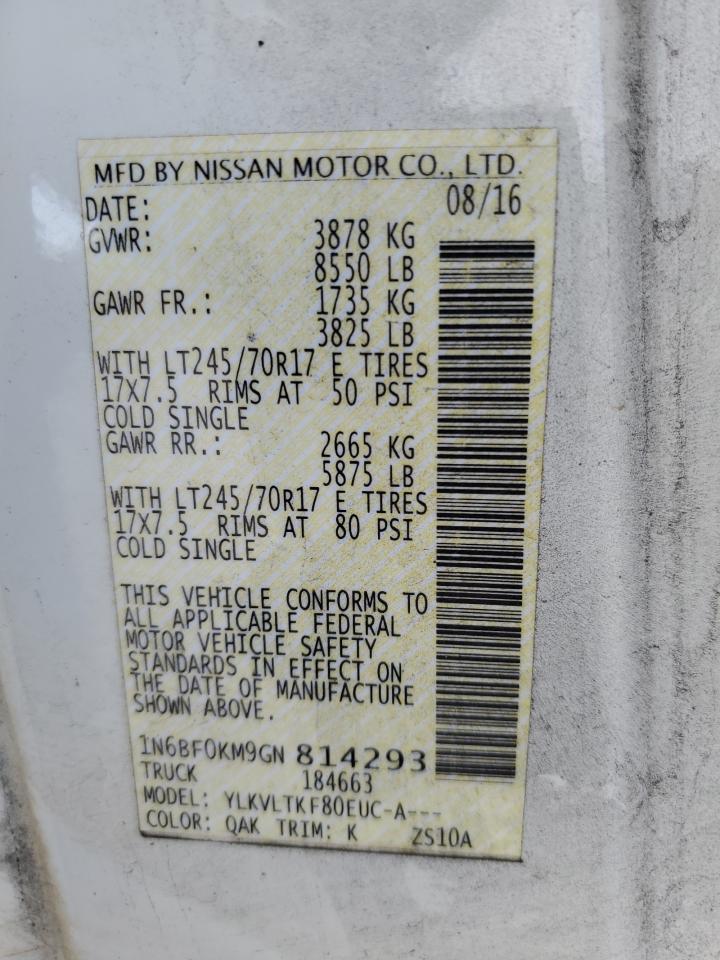 MFD BY NISSAN MOTOR CO., LTD.
DATE: 08/16
GVWR: 3878 KG
8550 LB
GAWR FR.: 1735 KG
3825 LB
WITH LT245/70R17 E TIRES
17X7.5 RIMS AT 50 PSI
COLD SINGLE
GAWR RR.: 2665 KG
5875 LB
WITH LT245/70R17 E TIRES
17X7.5 RIMS AT 80 PSI
COLD SINGLE
THIS VEHICLE CONFORMS TO
ALL APPLICABLE FEDERAL
MOTOR VEHICLE SAFETY
STANDARDS IN EFFECT ON
THE DATE OF MANUFACTURE
SHOWN ABOVE.
1N6BF0KM9GN 814293
TRUCK 184663
MODEL: YLKVLTKF80EUC-A---
COLOR: QAK TRIM: K ZS10A